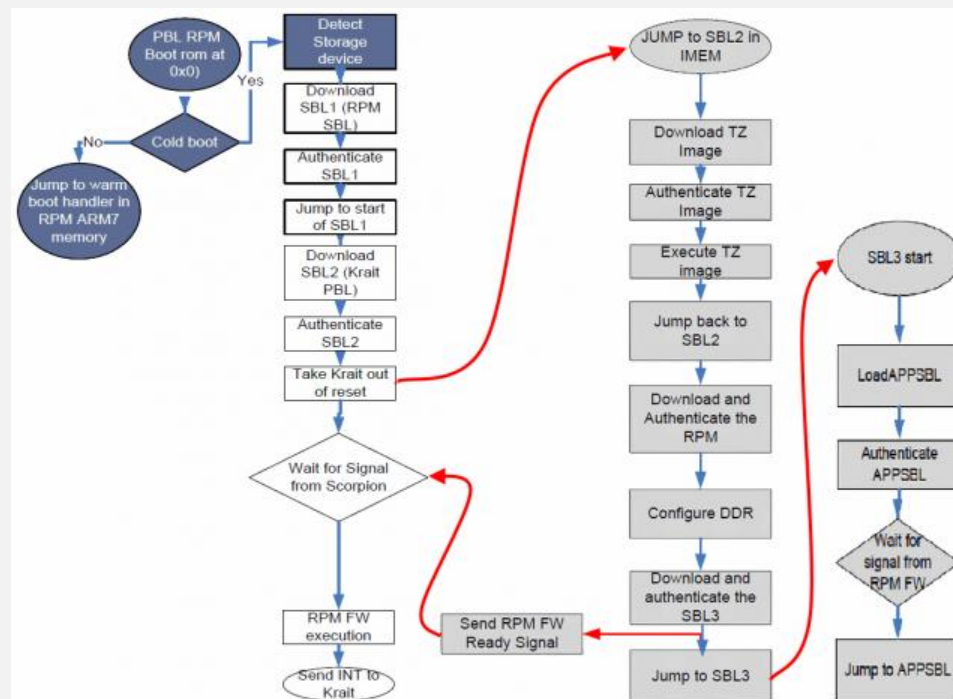 PBL RPM
Boot rom at
0x0)
Yes
Cold boot
No
Jump to warm
boot handler in
RPM ARM7
memory
Detect
Storage
device
Download
SBL1 (RPM
SBL)
Authenticate
SBL1
Jump to start
of SBL1
Download
SBL2 (Krait
PBL)
Authenticate
SBL2
Take Krait out
of reset
Wait for Signal
from Scorpion
RPM FW
execution
Send INT to
Krait
JUMP to SBL2 in
IMEM
Download TZ
Image
Authenticate TZ
Image
Execute TZ
image
Jump back to
SBL2
Download and
Authenticate the
RPM
Configure DDR
Download and
authenticate the
SBL3
Send RPM FW
Ready Signal
Jump to SBL3
SBL3 start
LoadAPPSBL
Authenticate
APPSBL
Wait for
signal from
RPM FW
Jump to APPSBL